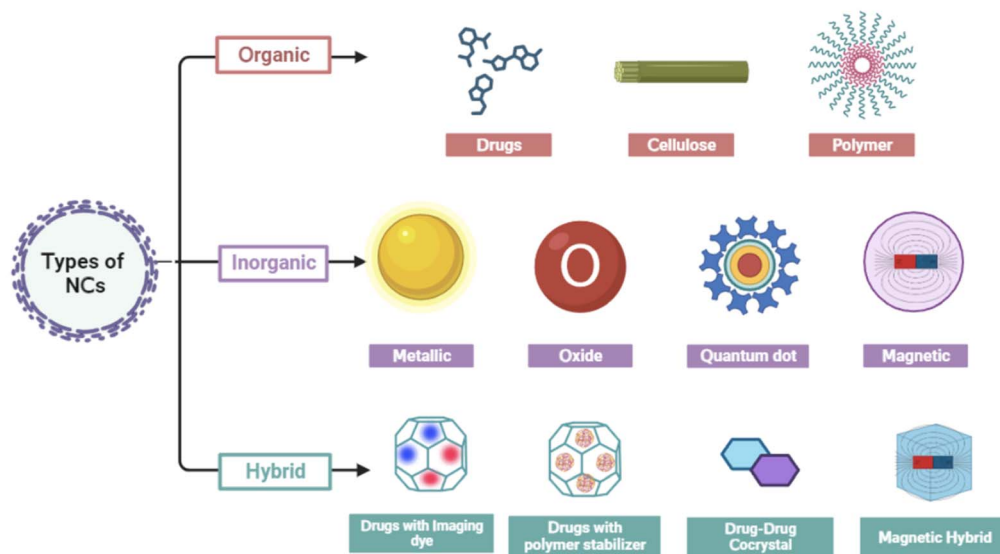 Organic
Drugs
Cellulose
Polymer
Types of
NCs
Inorganic
O
Metallic
Oxide
Quantum dot
Magnetic
Hybrid
Drugs with Imaging
dye
Drugs with
polymer stabilizer
Drug-Drug
Cocrystal
Magnetic Hybrid